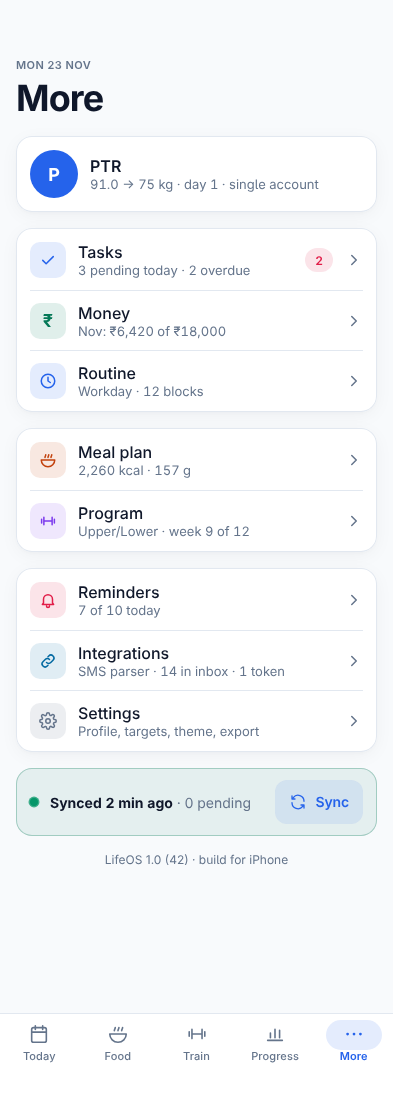 MON 23 NOV
More
P
PTR
91.0 → 75 kg · day 1 · single account
Tasks
3 pending today · 2 overdue
2
₹
Money
Nov: ₹6,420 of ₹18,000
Routine
Workday · 12 blocks
Meal plan
2,260 kcal · 157 g
Program
Upper/Lower · week 9 of 12
Reminders
7 of 10 today
Integrations
SMS parser · 14 in inbox · 1 token
Settings
Profile, targets, theme, export
Synced 2 min ago · 0 pending
Sync
LifeOS 1.0 (42) · build for iPhone
Today
Food
Train
Progress
More